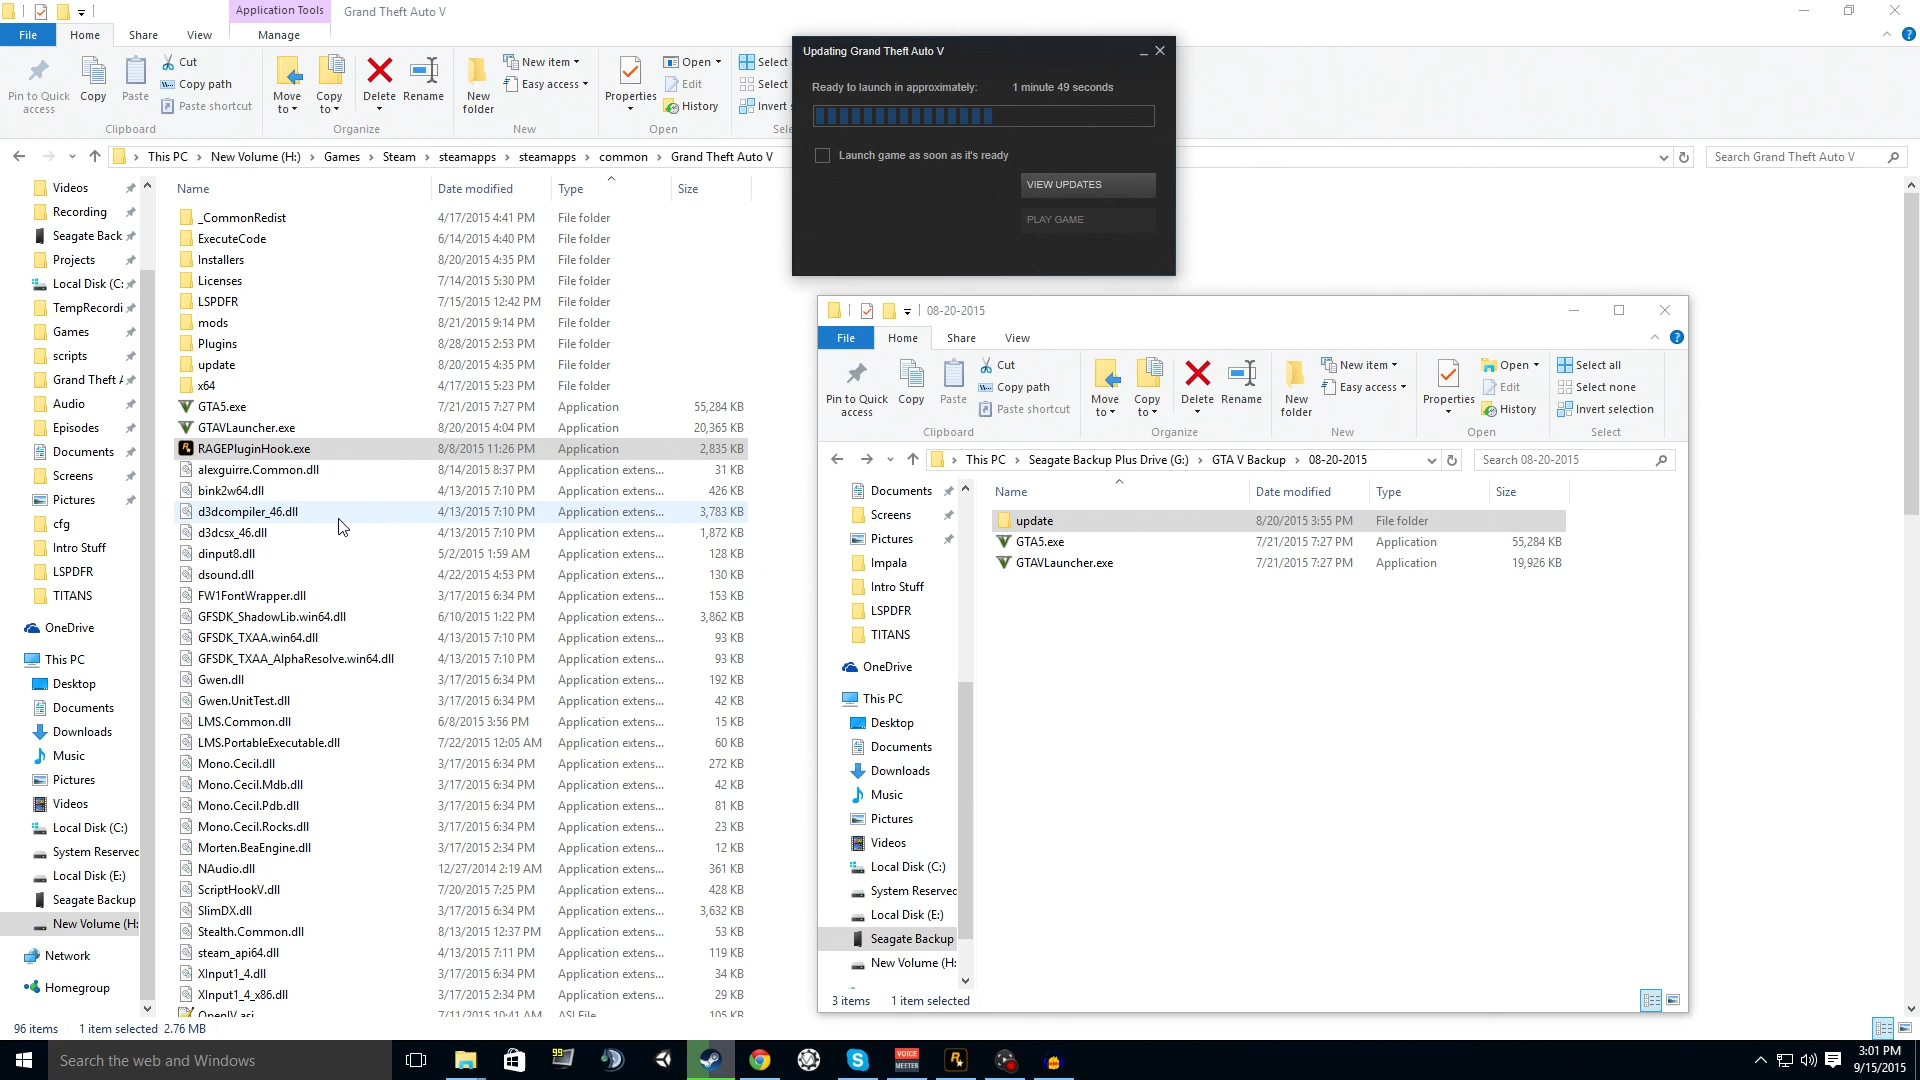 Application Tools
Grand Theft Auto V
File
Home
Share
View
Manage
Pin to Quick access
Copy
Paste
Cut
Copy path
Paste shortcut
Clipboard
Move to
Copy to
Delete
Rename
Organize
New folder
New item
Easy access
New
Properties
Open
Edit
History
Open
Select
Select
Invert
This PC
New Volume (H:)
Games
Steam
steamapps
steamapps
common
Grand Theft Auto V
Search Grand Theft Auto V
Updating Grand Theft Auto V
Ready to launch in approximately: 1 minute 49 seconds
Launch game as soon as it's ready
VIEW UPDATES
PLAY GAME
Videos
Recording
Seagate Back
Projects
Local Disk (C:
TempRecordi
Games
scripts
Grand Theft A
Audio
Episodes
Documents
Screens
Pictures
cfg
Intro Stuff
LSPDFR
TITANS
OneDrive
This PC
Desktop
Documents
Downloads
Music
Pictures
Videos
Local Disk (C:)
System Reserved
Local Disk (E:)
Seagate Backup
New Volume (H:
Network
Homegroup
Name Date modified Type Size
_CommonRedist 4/17/2015 4:41 PM File folder
ExecuteCode 6/14/2015 4:40 PM File folder
Installers 8/20/2015 4:35 PM File folder
Licenses 7/14/2015 5:30 PM File folder
LSPDFR 7/15/2015 12:42 PM File folder
mods 8/21/2015 9:14 PM File folder
Plugins 8/28/2015 2:53 PM File folder
update 8/20/2015 4:35 PM File folder
x64 4/17/2015 5:23 PM File folder
GTA5.exe 7/21/2015 7:27 PM Application 55,284 KB
GTAVLauncher.exe 8/20/2015 4:04 PM Application 20,365 KB
RAGEPluginHook.exe 8/8/2015 11:26 PM Application 2,835 KB
alexguirre.Common.dll 8/14/2015 8:37 PM Application extens... 31 KB
bink2w64.dll 4/13/2015 7:10 PM Application extens... 426 KB
d3dcompiler_46.dll 4/13/2015 7:10 PM Application extens... 3,783 KB
d3dcsx_46.dll 4/13/2015 7:10 PM Application extens... 1,872 KB
dinput8.dll 5/2/2015 1:59 AM Application extens... 128 KB
dsound.dll 4/22/2015 4:53 PM Application extens... 130 KB
FW1FontWrapper.dll 3/17/2015 6:34 PM Application extens... 153 KB
GFSDK_ShadowLib.win64.dll 6/10/2015 1:22 PM Application extens... 3,862 KB
GFSDK_TXAA.win64.dll 4/13/2015 7:10 PM Application extens... 93 KB
GFSDK_TXAA_AlphaResolve.win64.dll 4/13/2015 7:10 PM Application extens... 93 KB
Gwen.dll 3/17/2015 6:34 PM Application extens... 192 KB
Gwen.UnitTest.dll 3/17/2015 6:34 PM Application extens... 42 KB
LMS.Common.dll 6/8/2015 3:56 PM Application extens... 15 KB
LMS.PortableExecutable.dll 7/22/2015 12:05 AM Application extens... 60 KB
Mono.Cecil.dll 3/17/2015 6:34 PM Application extens... 272 KB
Mono.Cecil.Mdb.dll 3/17/2015 6:34 PM Application extens... 42 KB
Mono.Cecil.Pdb.dll 3/17/2015 6:34 PM Application extens... 81 KB
Mono.Cecil.Rocks.dll 3/17/2015 6:34 PM Application extens... 23 KB
Morten.BeaEngine.dll 3/17/2015 2:34 PM Application extens... 12 KB
NAudio.dll 12/27/2014 2:19 AM Application extens... 361 KB
ScriptHookV.dll 7/20/2015 7:25 PM Application extens... 428 KB
SlimDX.dll 3/17/2015 6:34 PM Application extens... 3,632 KB
Stealth.Common.dll 8/13/2015 12:37 PM Application extens... 53 KB
steam_api64.dll 4/13/2015 7:11 PM Application extens... 119 KB
XInput1_4.dll 3/17/2015 6:34 PM Application extens... 34 KB
XInput1_4_x86.dll 3/17/2015 2:34 PM Application extens... 29 KB
OpenIV.asi 7/11/2015 10:41 AM ASI File 105 KB
96 items 1 item selected 2.76 MB
08-20-2015
File
Home
Share
View
Pin to Quick access
Copy
Paste
Cut
Copy path
Paste shortcut
Clipboard
Move to
Copy to
Delete
Rename
Organize
New folder
New item
Easy access
New
Properties
Open
Edit
History
Open
Select all
Select none
Invert selection
Select
This PC
Seagate Backup Plus Drive (G:)
GTA V Backup
08-20-2015
Search 08-20-2015
Documents
Screens
Pictures
Impala
Intro Stuff
LSPDFR
TITANS
OneDrive
This PC
Desktop
Documents
Downloads
Music
Pictures
Videos
Local Disk (C:)
System Reserved
Local Disk (E:)
Seagate Backup
New Volume (H:
Name Date modified Type Size
update 8/20/2015 3:55 PM File folder
GTA5.exe 7/21/2015 7:27 PM Application 55,284 KB
GTAVLauncher.exe 7/21/2015 7:27 PM Application 19,926 KB
3 items 1 item selected
Search the web and Windows
99
VOICE MEETER
3:01 PM
9/15/2015